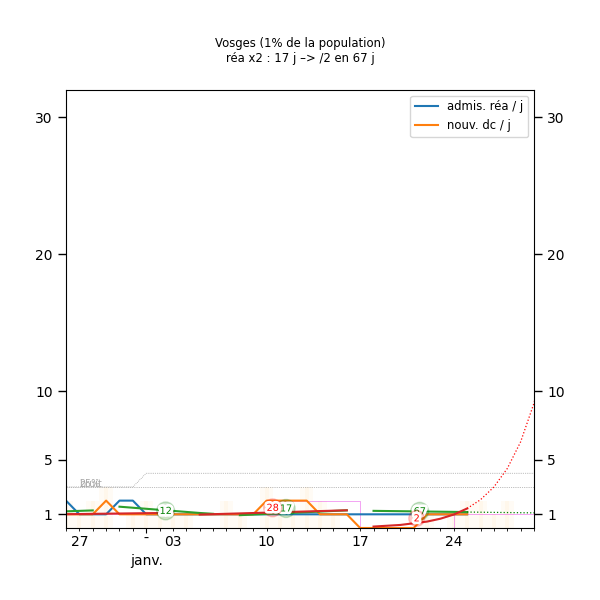 Vosges (1% de la population)
réa x2 : 17 j –> /2 en 67 j
admis. réa / j
nouv. dc / j
30 30
20 20
10 10
5 5
12 28 17 67
2
1 1
27 - 03 10 17 24
janv.